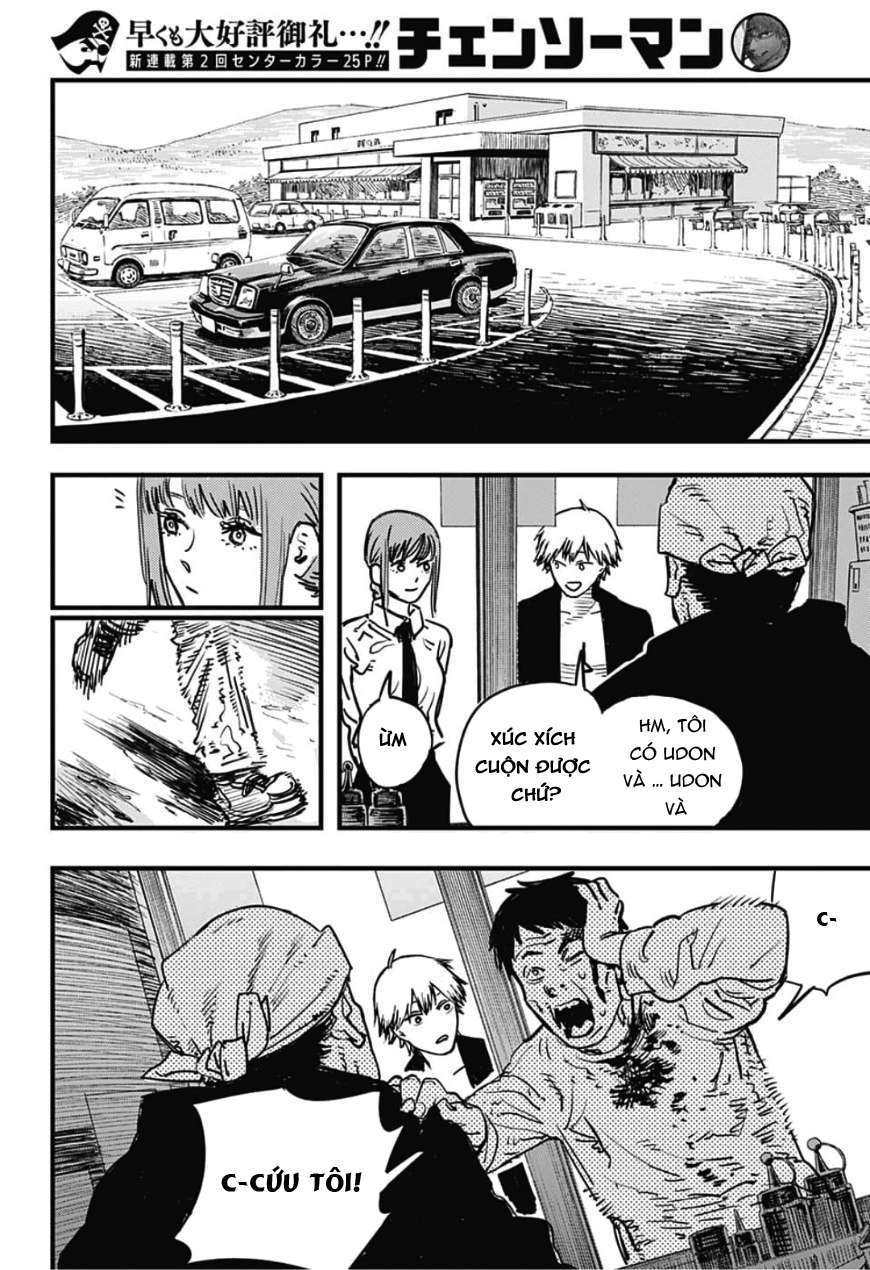 早くも大好評御礼…!!
新連載第2回センターカラー25P!!
チェンソーマン
HM, TÔI
CÓ UDON
VÀ ... UDON
VÀ
XÚC XÍCH
CUỘN ĐƯỢC
CHỨ?
ỪM
C-
C-CỨU TÔI!